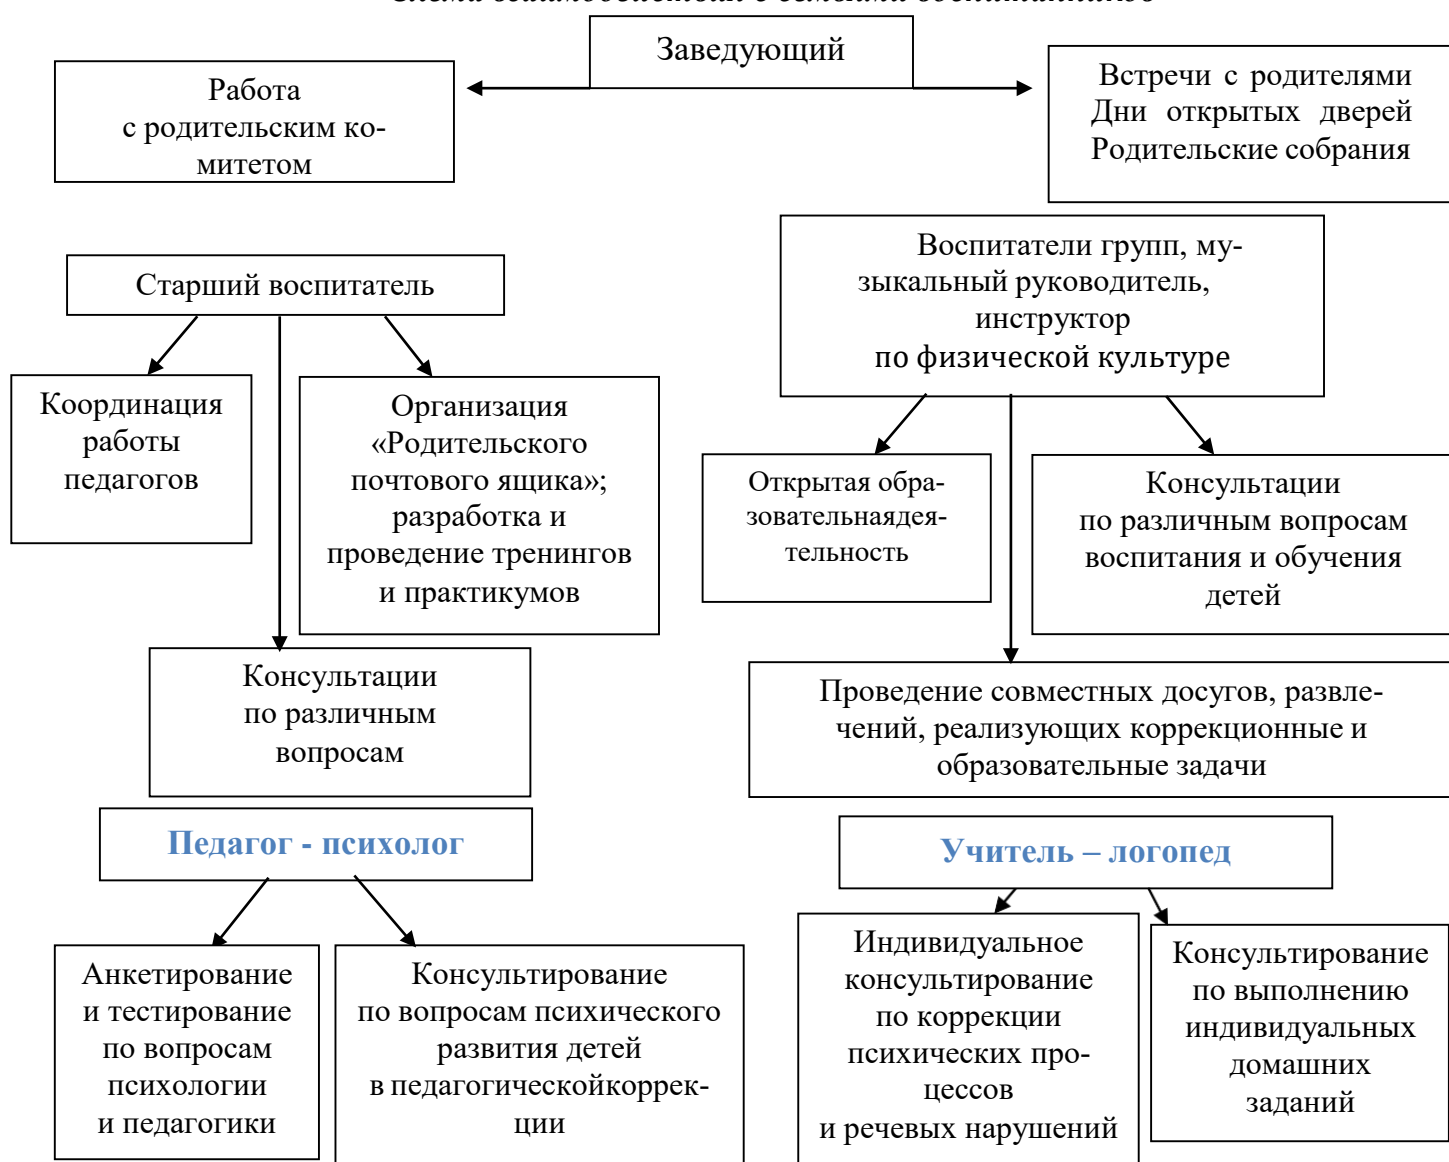 Схема взаимодействия с семьями воспитанников
Заведующий
Работа
с родительским ко-
митетом
Встречи с родителями
Дни открытых дверей
Родительские собрания
Старший воспитатель
Воспитатели групп, му-
зыкальный руководитель,
инструктор
по физической культуре
Координация
работы
педагогов
Организация
«Родительского
почтового ящика»;
разработка и
проведение тренингов
и практикумов
Открытая обра-
зовательнаядея-
тельность
Консультации
по различным вопросам
воспитания и обучения
детей
Консультации
по различным
вопросам
Проведение совместных досугов, развле-
чений, реализующих коррекционные и
образовательные задачи
Педагог - психолог
Учитель – логопед
Анкетирование
и тестирование
по вопросам
психологии
и педагогики
Консультирование
по вопросам психического
развития детей
в педагогическойкоррек-
ции
Индивидуальное
консультирование
по коррекции
психических про-
цессов
и речевых нарушений
Консультирование
по выполнению
индивидуальных
домашних
заданий